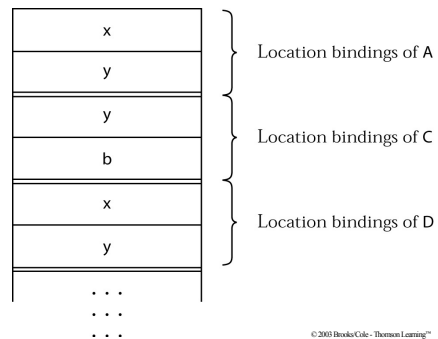 x
Location bindings of A
y
y
Location bindings of C
b
x
Location bindings of D
y
. . .
. . .
. . .
© 2003 Brooks/Cole - Thomson Learning™